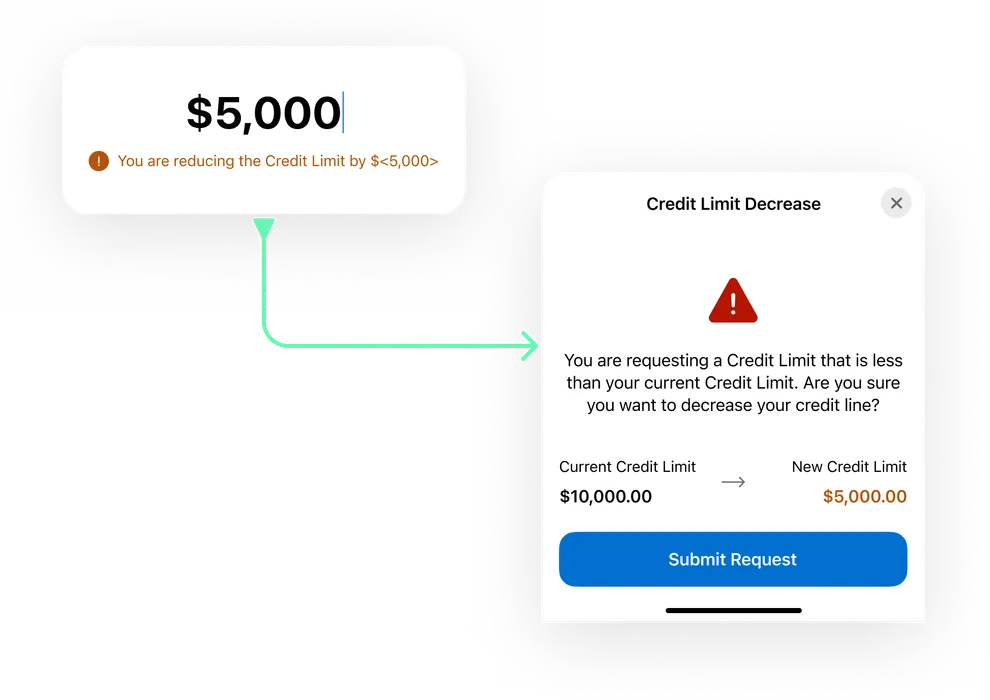 $5,000
! You are reducing the Credit Limit by $<5,000>
Credit Limit Decrease
!
You are requesting a Credit Limit that is less
than your current Credit Limit. Are you sure
you want to decrease your credit line?
Current Credit Limit
New Credit Limit
$10,000.00
$5,000.00
Submit Request